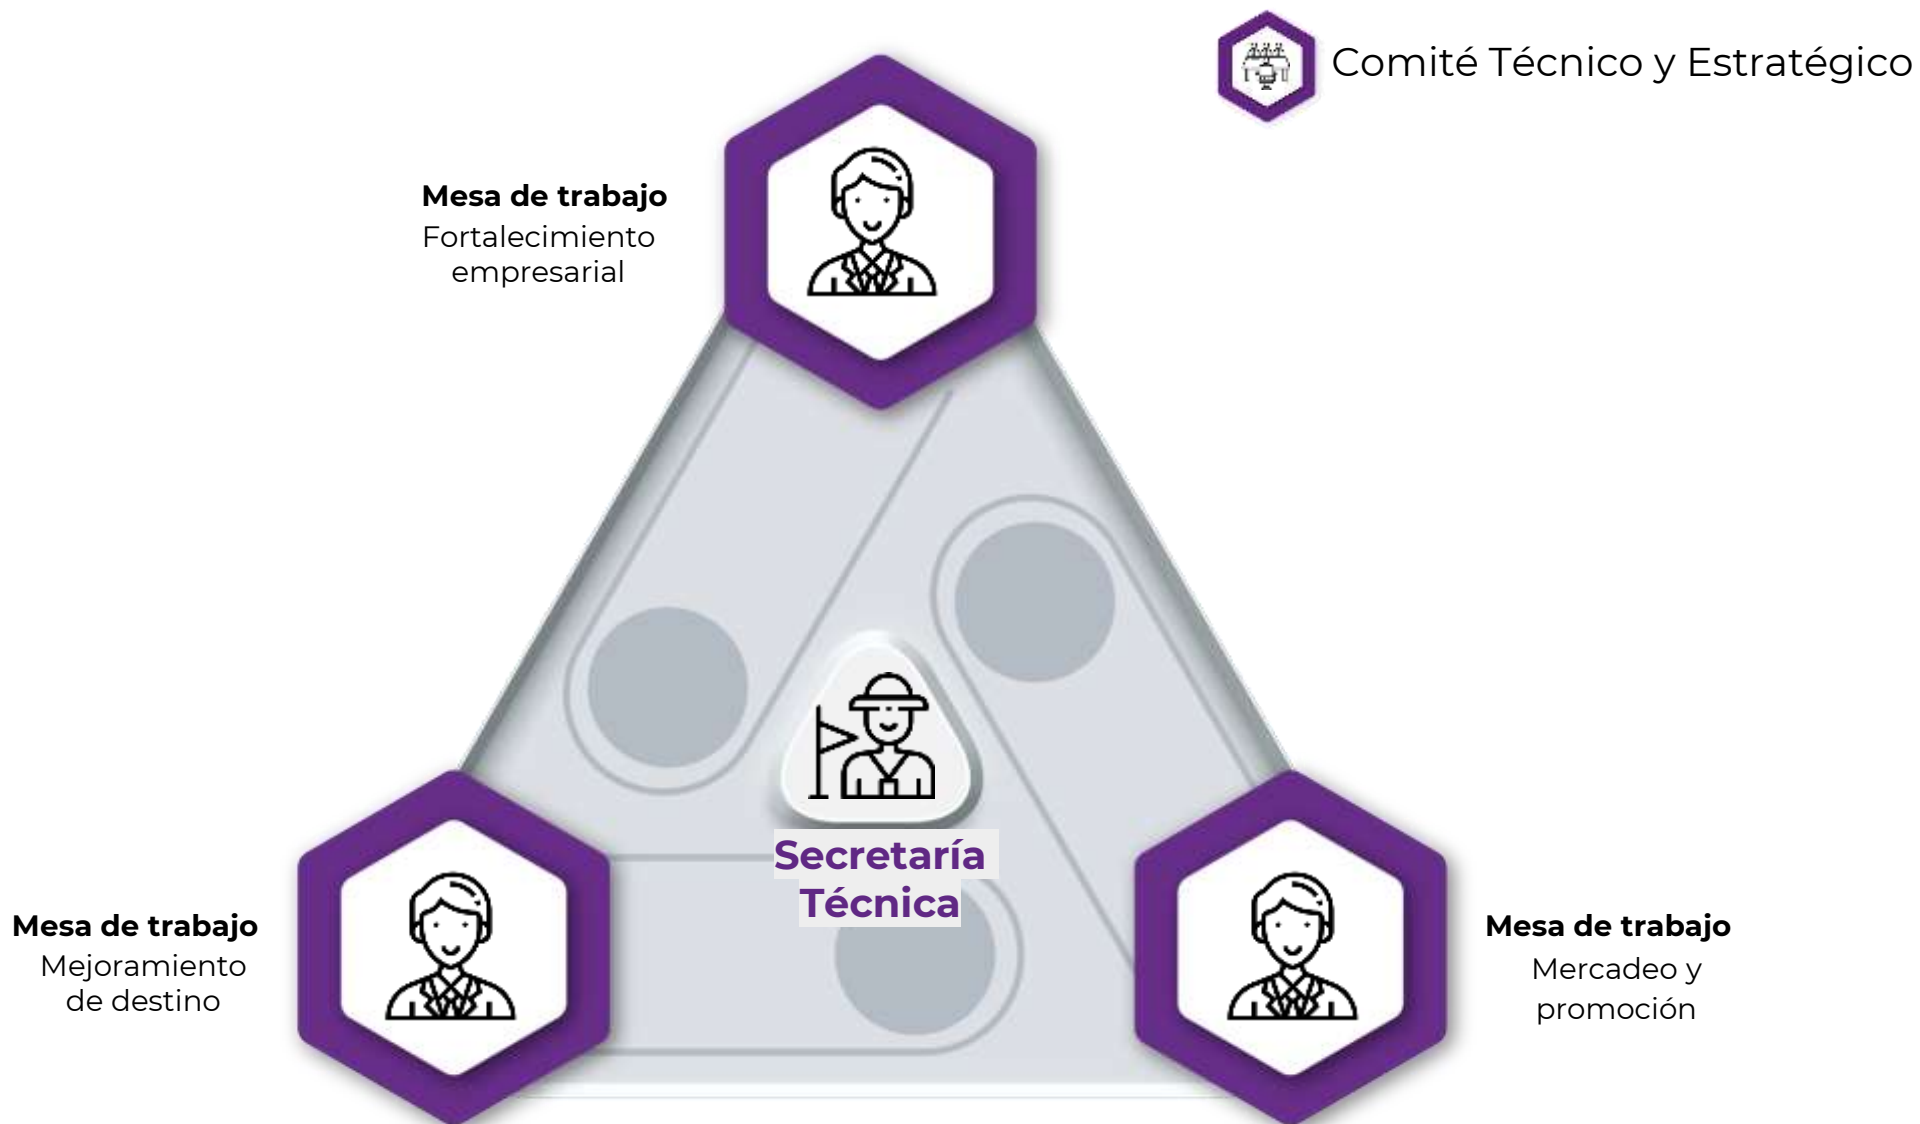 Comité Técnico y Estratégico
Mesa de trabajo
Fortalecimiento
empresarial
Secretaría
Técnica
Mesa de trabajo
Mejoramiento
de destino
Mesa de trabajo
Mercadeo y
promoción